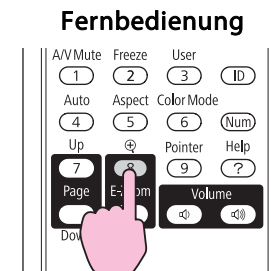 Fernbedienung
A/V Mute Freeze User
1 2 3 ID
Auto Aspect Color Mode
4 5 6 Num
Up Pointer Help
7 8 9 ?
Page Volume